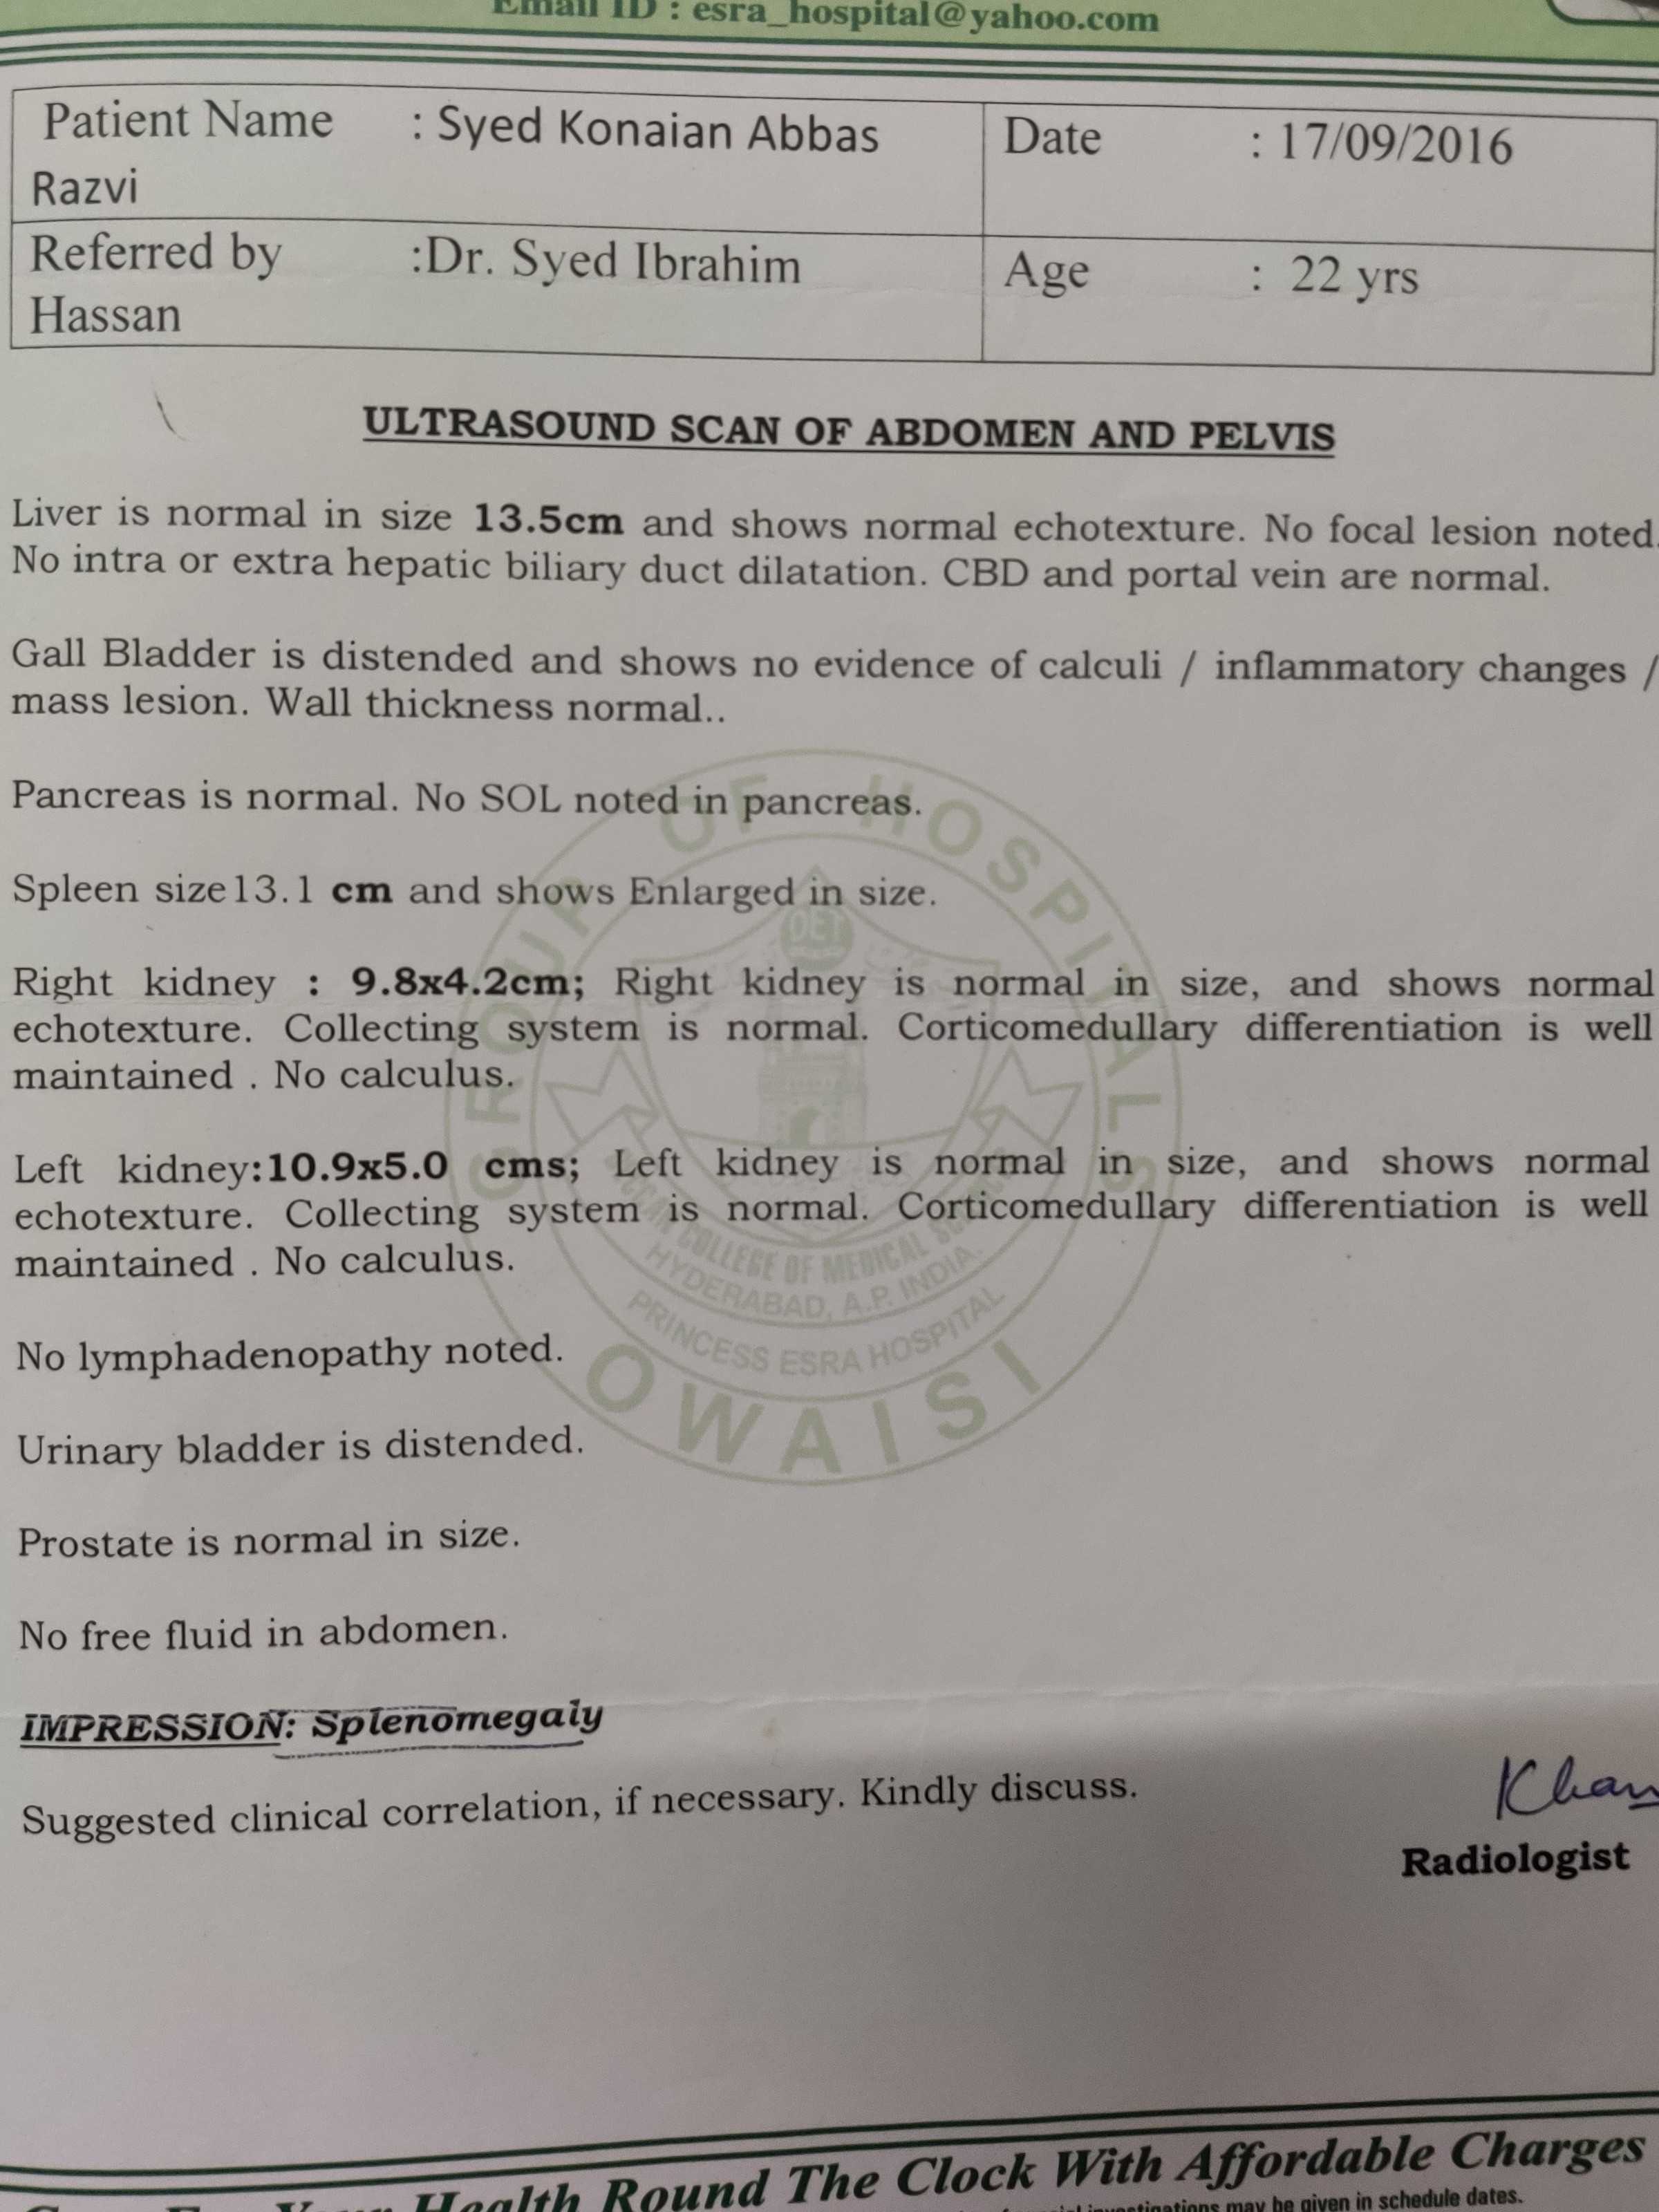 Email ID : esra_hospital@yahoo.com
Patient Name : Syed Konaian Abbas
Razvi
Date : 17/09/2016
Referred by :Dr. Syed Ibrahim
Hassan
Age : 22 yrs
ULTRASOUND SCAN OF ABDOMEN AND PELVIS
Liver is normal in size 13.5cm and shows normal echotexture. No focal lesion noted.
No intra or extra hepatic biliary duct dilatation. CBD and portal vein are normal.
Gall Bladder is distended and shows no evidence of calculi / inflammatory changes /
mass lesion. Wall thickness normal..
Pancreas is normal. No SOL noted in pancreas.
Spleen size13.1 cm and shows Enlarged in size.
Right kidney : 9.8x4.2cm; Right kidney is normal in size, and shows normal
echotexture. Collecting system is normal. Corticomedullary differentiation is well
maintained . No calculus.
Left kidney:10.9x5.0 cms; Left kidney is normal in size, and shows normal
echotexture. Collecting system is normal. Corticomedullary differentiation is well
maintained . No calculus.
No lymphadenopathy noted.
Urinary bladder is distended.
Prostate is normal in size.
No free fluid in abdomen.
IMPRESSION: Splenomegaly
Suggested clinical correlation, if necessary. Kindly discuss.
Khan
Radiologist
OWAISI GROUP OF HOSPITALS
COLLEGE OF MEDICAL
HYDERABAD, A.P. INDIA.
PRINCESS ESRA HOSPITAL
Health Round The Clock With Affordable Charges
may be given in schedule dates.